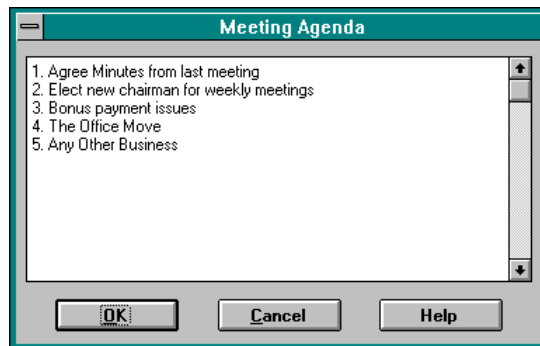 Meeting Agenda
1. Agree Minutes from last meeting
2. Elect new chairman for weekly meetings
3. Bonus payment issues
4. The Office Move
5. Any Other Business
OK
Cancel
Help